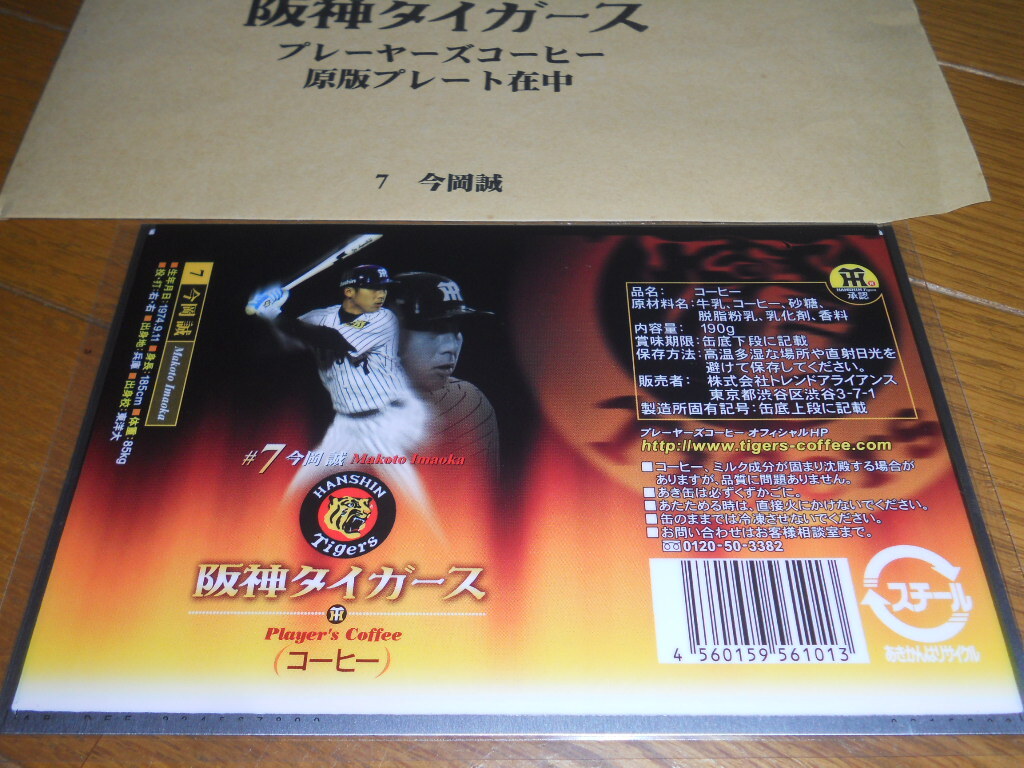 阪神タイガース
プレーヤーズコーヒー
原版プレート在中
7 今岡誠
7 今岡 誠 Makoto Imaoka
■生年月日:1974.9.11 ■身長:185cm ■体重:85kg
■投・打:右・右 ■出身地:兵庫 ■出身校:東洋大
#7 今岡 誠 Makoto Imaoka
HANSHIN
Tigers
阪神タイガース
Player's Coffee
(コーヒー)
HANSHIN Tigers
承認
品名: コーヒー
原材料名:牛乳、コーヒー、砂糖、
脱脂粉乳、乳化剤、香料
内容量: 190g
賞味期限:缶底下段に記載
保存方法:高温多湿な場所や直射日光を
避けて保存してください。
販売者: 株式会社トレンドアライアンス
東京都渋谷区渋谷3-7-1
製造所固有記号:缶底上段に記載
プレーヤーズコーヒー オフィシャルHP
http://www.tigers-coffee.com
■コーヒー、ミルク成分が固まり沈殿する場合が
ありますが、品質に問題ありません。
■あき缶は必ずくずかごに。
■あたためる時は、直接火にかけないでください。
■缶のままでは冷凍させないでください。
■お問い合わせはお客様相談室まで。
0120-50-3382
4 560159 561013
スチール
あきかんはリサイクル